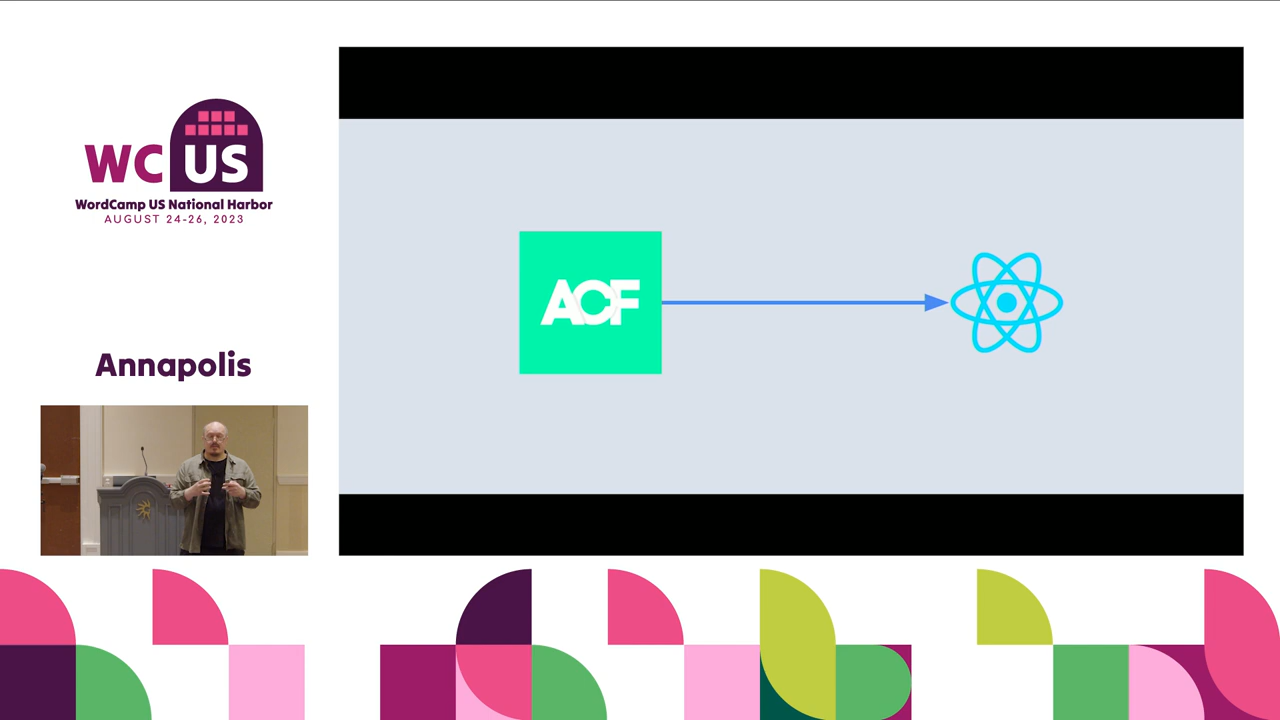 WC US
WordCamp US National Harbor
AUGUST 24-26, 2023
ACF
Annapolis